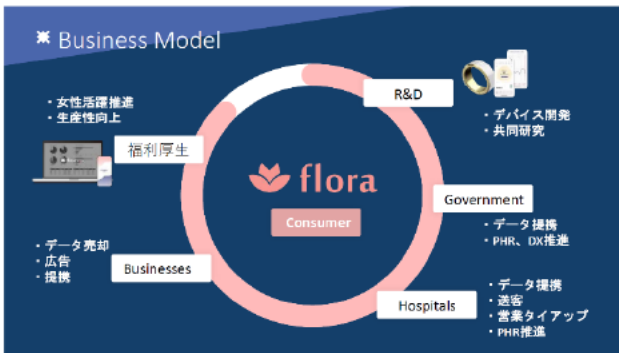 Business Model
R&D
・デバイス開発
・共同研究
・女性活躍推進
・生産性向上
福利厚生
flora
Consumer
Government
・データ提携
・PHR、DX推進
・データ売却
・広告
・提携
Businesses
Hospitals
・データ提携
・送客
・営業タイアップ
・PHR推進